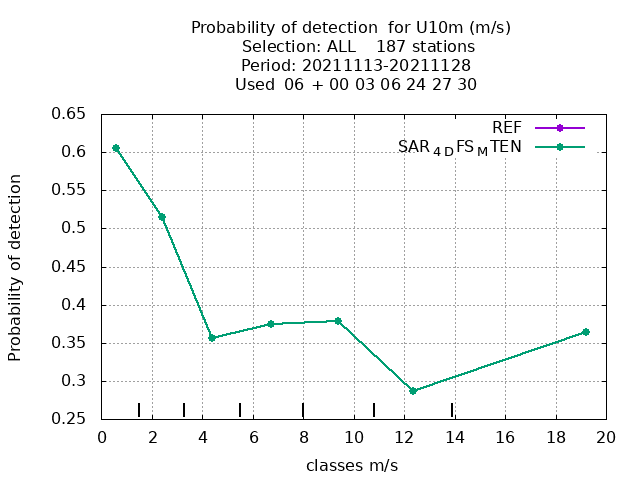 Probability of detection  for U10m (m/s)
Selection: ALL    187 stations
Period: 20211113-20211128
Used  06  + 00 03 06 24 27 30
REF
SAR4DFSMTEN
0.65
0.6
0.55
0.5
0.45
0.4
0.35
0.3
0.25
Probability of detection
0 2 4 6 8 10 12 14 16 18 20
classes m/s